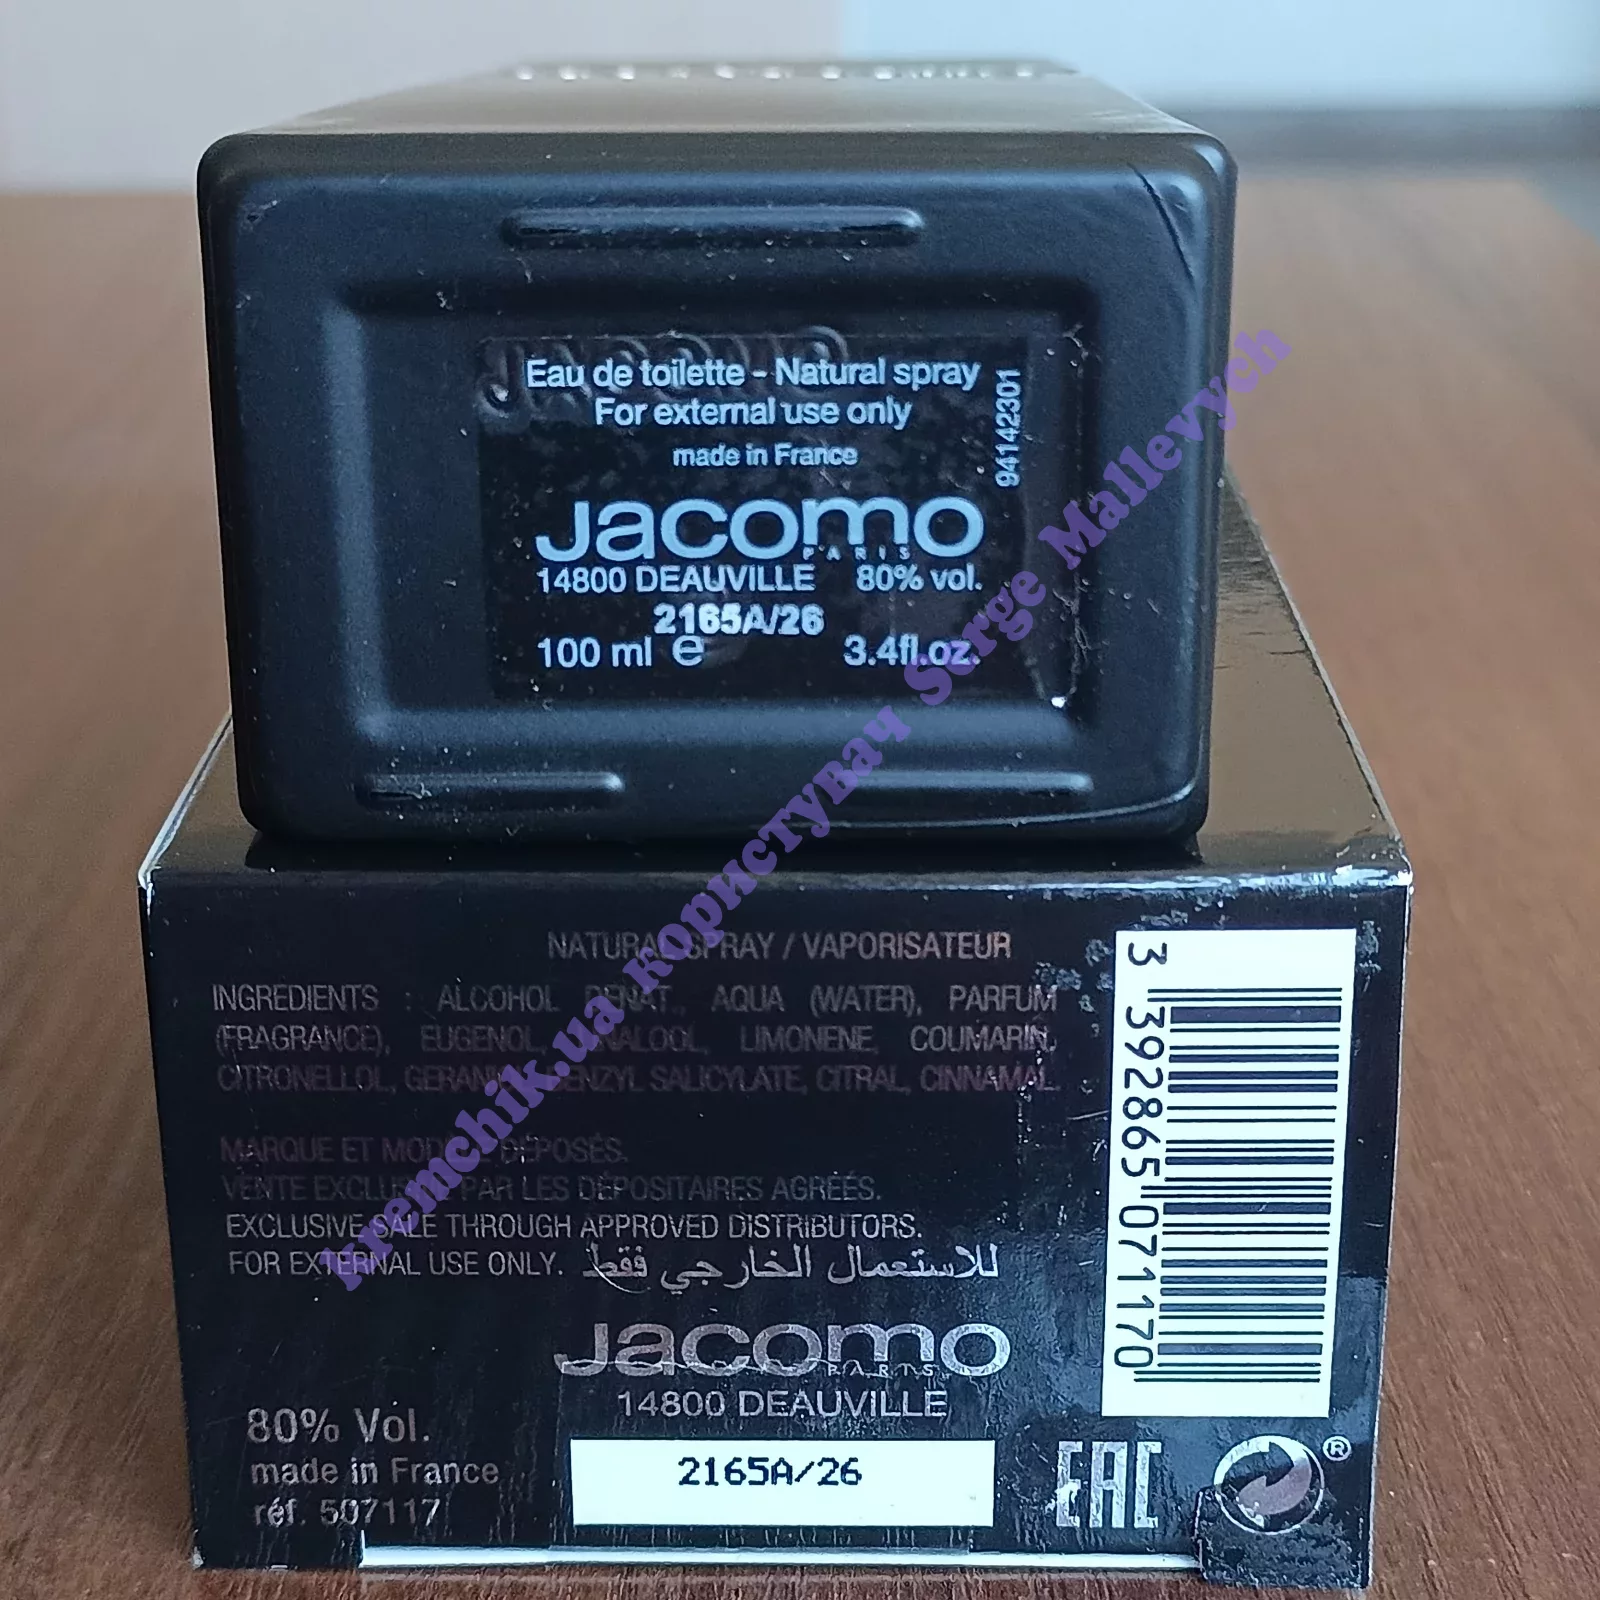 Eau de toilette - Natural spray
For external use only
made in France
94142301
Jacomo
PARIS
14800 DEAUVILLE 80% vol.
2165A/26
100 ml e 3.4fl.oz.
NATURAL SPRAY / VAPORISATEUR
INGREDIENTS : ALCOHOL DENAT., AQUA (WATER), PARFUM
(FRAGRANCE), EUGENOL, LINALOOL, LIMONENE, COUMARIN,
CITRONELLOL, GERANIOL, BENZYL SALICYLATE, CITRAL, CINNAMAL.
MARQUE ET MODÈLE DÉPOSÉS.
VENTE EXCLUSIVE PAR LES DÉPOSITAIRES AGRÉÉS.
EXCLUSIVE SALE THROUGH APPROVED DISTRIBUTORS.
FOR EXTERNAL USE ONLY. للاستعمال الخارجي فقط
Jacomo
PARIS
14800 DEAUVILLE
80% Vol.
made in France
réf. 507117
2165A/26
EAC
®
3 392865 071170
kremchik.ua користувач Serge Mallevych